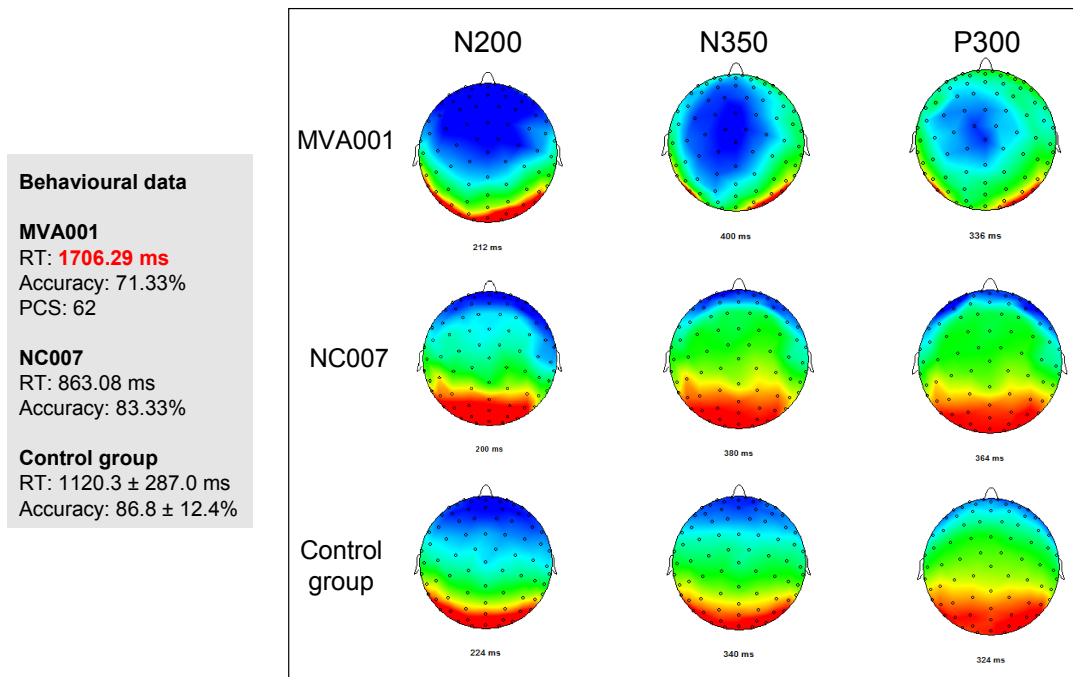 Behavioural data
MVA001
RT: 1706.29 ms
Accuracy: 71.33%
PCS: 62
NC007
RT: 863.08 ms
Accuracy: 83.33%
Control group
RT: 1120.3 ± 287.0 ms
Accuracy: 86.8 ± 12.4%
N200 N350 P300
MVA001
212 ms 400 ms 336 ms
NC007
200 ms 380 ms 364 ms
Control
group
224 ms 340 ms 324 ms